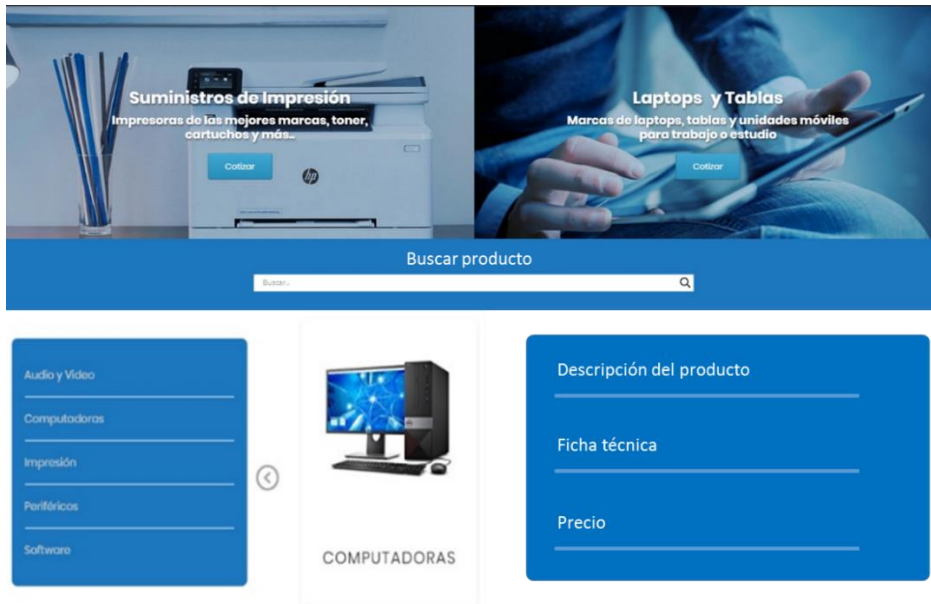 Suministros de Impresión
Impresoras de las mejores marcas, toner,
cartuchos y más..
Cotizar
hp
Laptops y Tablas
Marcas de laptops, tablas y unidades móviles
para trabajo o estudio
Cotizar
Buscar producto
Buscar..
Audio y Video
Computadoras
Impresión
Periféricos
Software
COMPUTADORAS
Descripción del producto
Ficha técnica
Precio